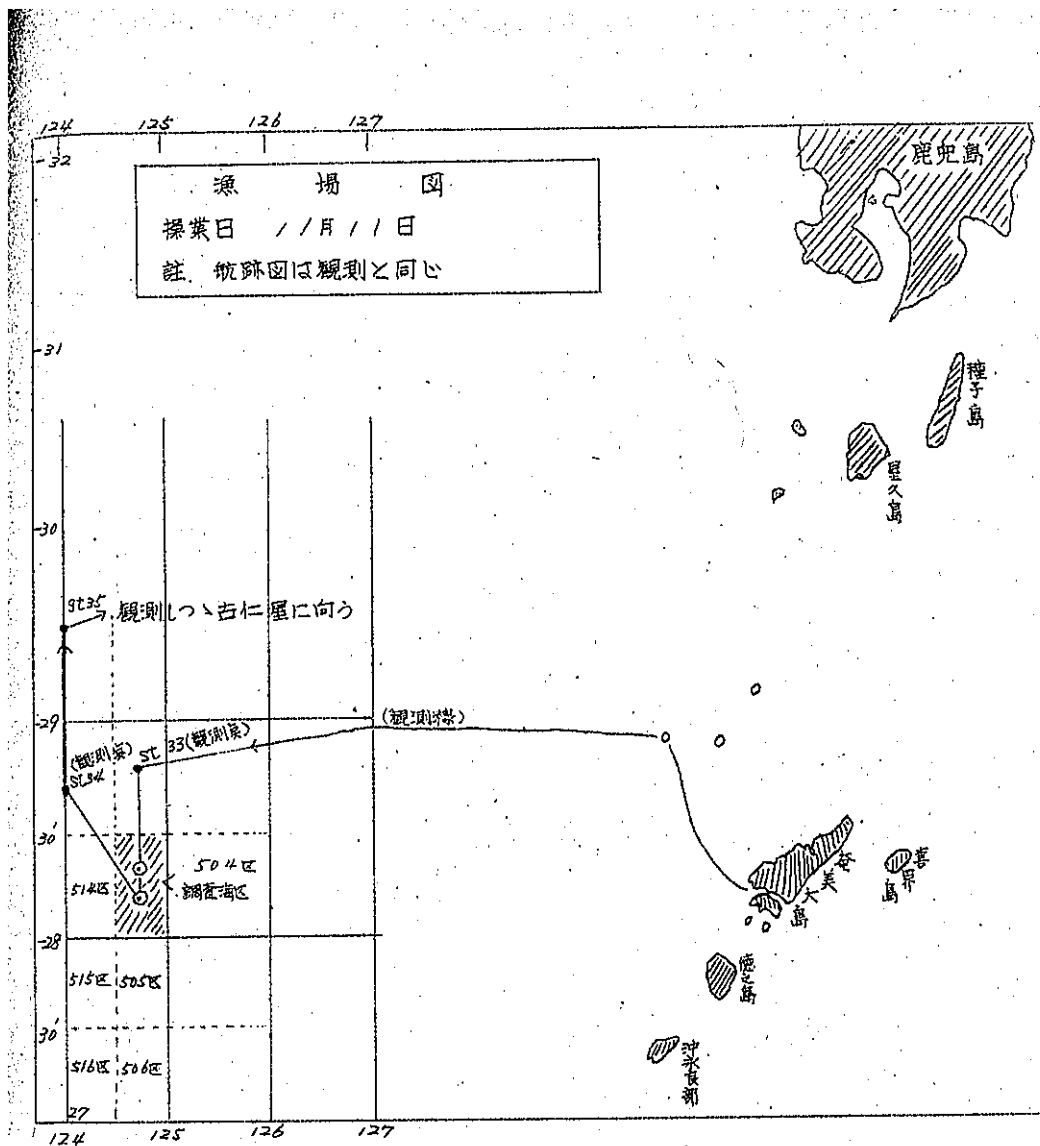 124 125 126 127
-32
漁場図
操業日 11月11日
註. 航跡図は観測と同じ
鹿児島
-31
種子島
屋久島
-30
st35
観測しつゝ古仁屋に向う
-29
(観測線)
st 33(観測点)
(観測点)
St34
30'
504区
調査海区
514区
奄美大島
喜界島
-28
515区 505区
徳之島
30'
516区 506区
沖永良部
27
124 125 126 127